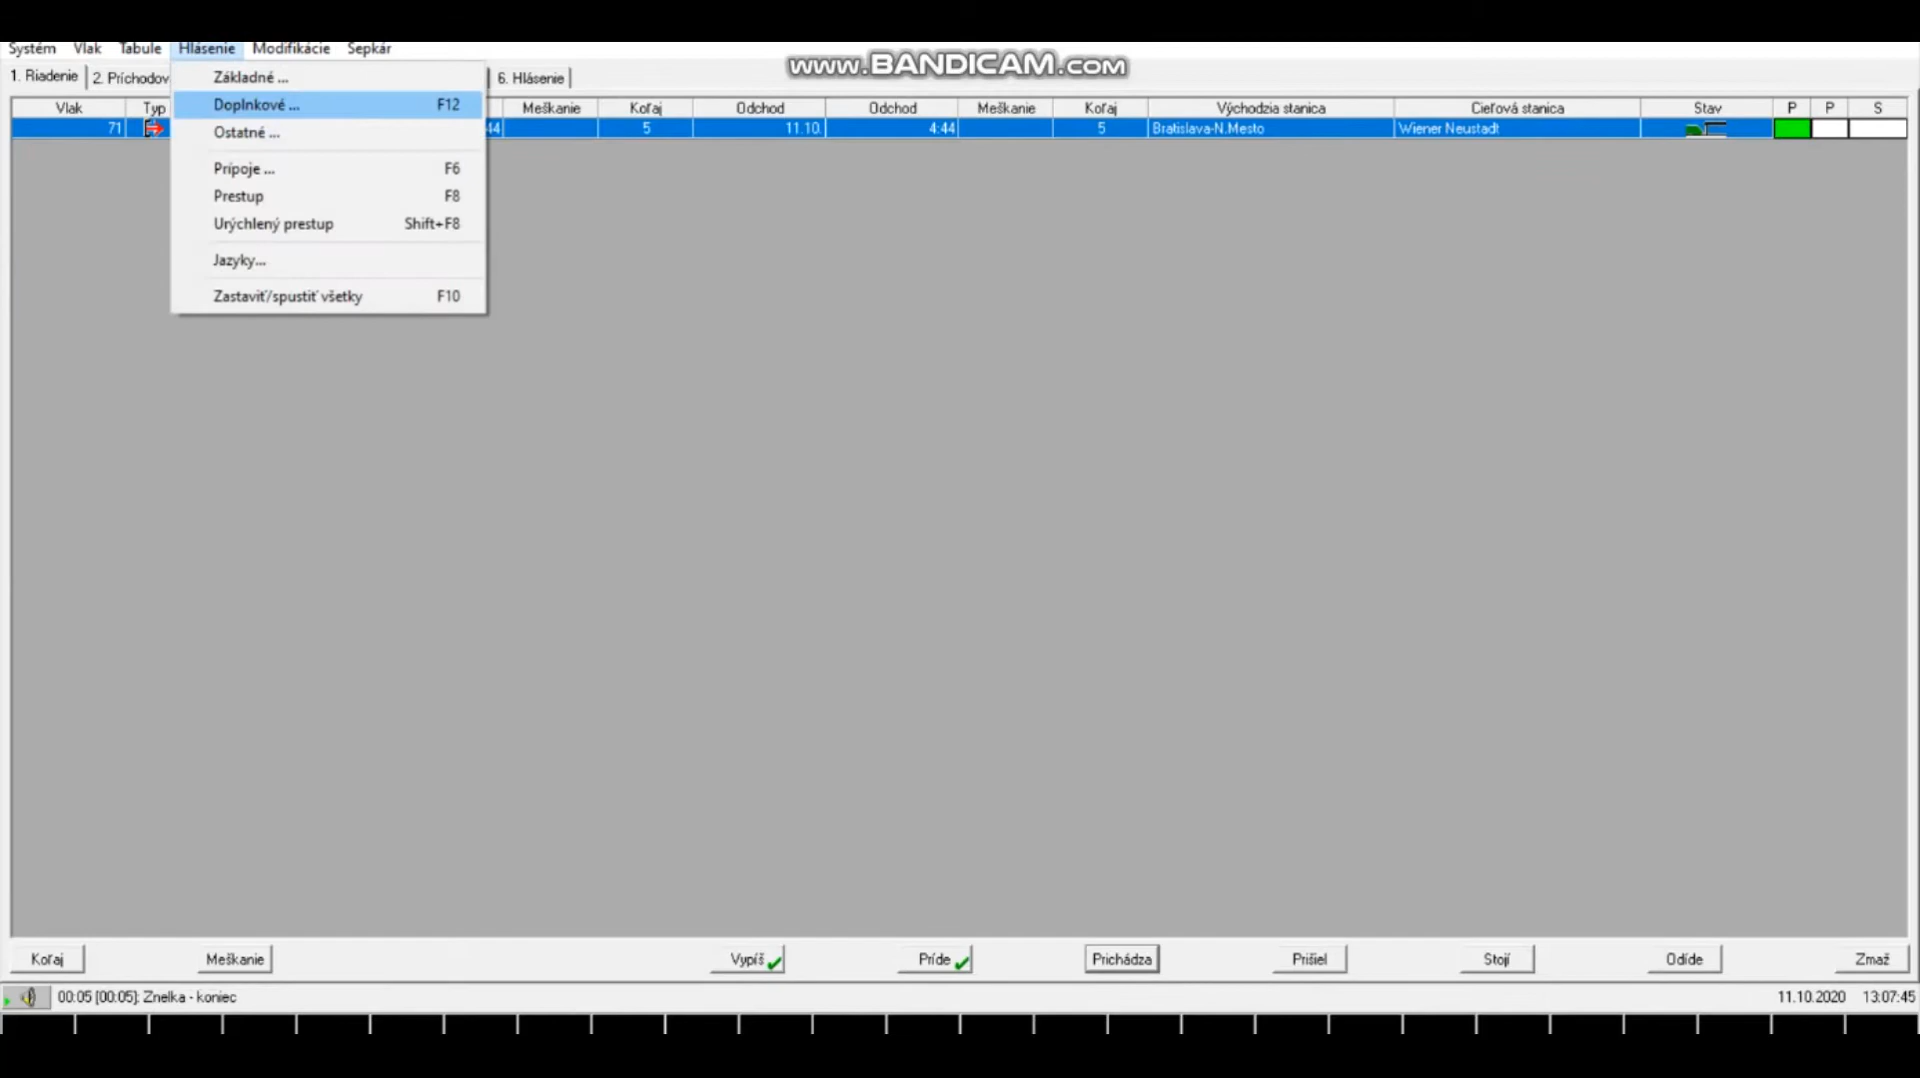 www.BANDICAM.com
Systém Vlak Tabule Hlásenie Modifikácie Šepkár
1. Riadenie 2. Príchodov 6. Hlásenie
Základné ...
Doplnkové ... F12
Ostatné ...
Prípoje ... F6
Prestup F8
Urýchlený prestup Shift+F8
Jazyky...
Zastaviť/spustiť všetky F10
Vlak Typ Meškanie Koľaj Odchod Odchod Meškanie Koľaj Východzia stanica Cieľová stanica Stav P P S
71 44 5 11.10. 4:44 5 Bratislava-N.Mesto Wiener Neustadt
Koľaj Meškanie Vypíš Príde Prichádza Prišiel Stojí Odíde Zmaž
00:05 [00:05]: Znelka - koniec 11.10.2020 13:07:45